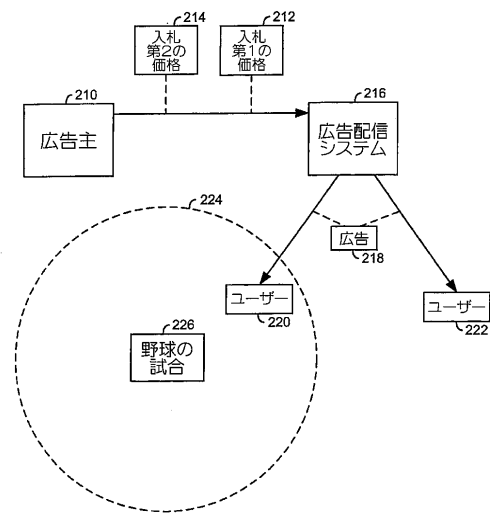 214
入札
第2の
価格
212
入札
第1の
価格
210
広告主
216
広告配信
システム
224
広告
218
ユーザー
220
ユーザー
222
226
野球の
試合